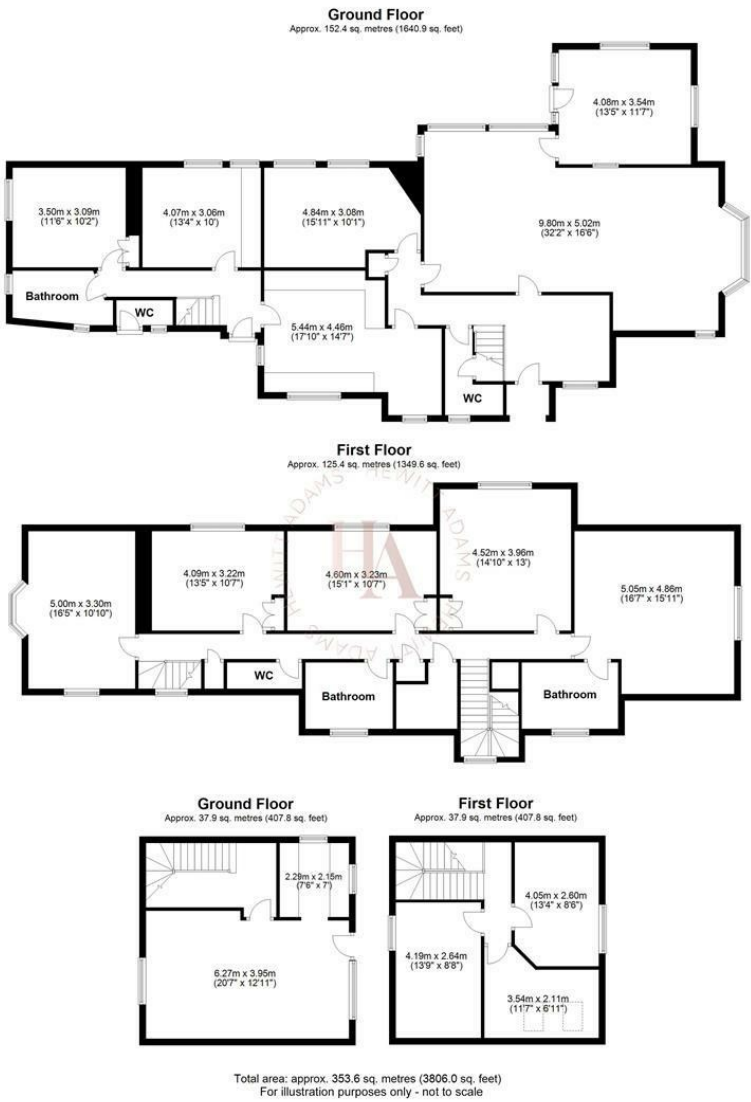 Ground Floor
Approx. 152.4 sq. metres (1640.9 sq. feet)
4.08m x 3.54m
(13'5" x 11'7")
3.50m x 3.09m
(11'6" x 10'2")
4.07m x 3.06m
(13'4" x 10')
4.84m x 3.08m
(15'11" x 10'1")
9.80m x 5.02m
(32'2" x 16'6")
Bathroom
WC
5.44m x 4.46m
(17'10" x 14'7")
WC
First Floor
Approx. 125.4 sq. metres (1349.6 sq. feet)
HEWITT ADAMS HEWITT ADAMS HEWITT ADAMS
HA
5.00m x 3.30m
(16'5" x 10'10")
4.09m x 3.22m
(13'5" x 10'7")
4.60m x 3.23m
(15'1" x 10'7")
4.52m x 3.96m
(14'10" x 13')
5.05m x 4.86m
(16'7" x 15'11")
WC
Bathroom
Bathroom
Ground Floor
Approx. 37.9 sq. metres (407.8 sq. feet)
2.29m x 2.15m
(7'6" x 7')
6.27m x 3.95m
(20'7" x 12'11")
First Floor
Approx. 37.9 sq. metres (407.8 sq. feet)
4.05m x 2.60m
(13'4" x 8'6")
4.19m x 2.64m
(13'9" x 8'8")
3.54m x 2.11m
(11'7" x 6'11")
Total area: approx. 353.6 sq. metres (3806.0 sq. feet)
For illustration purposes only - not to scale